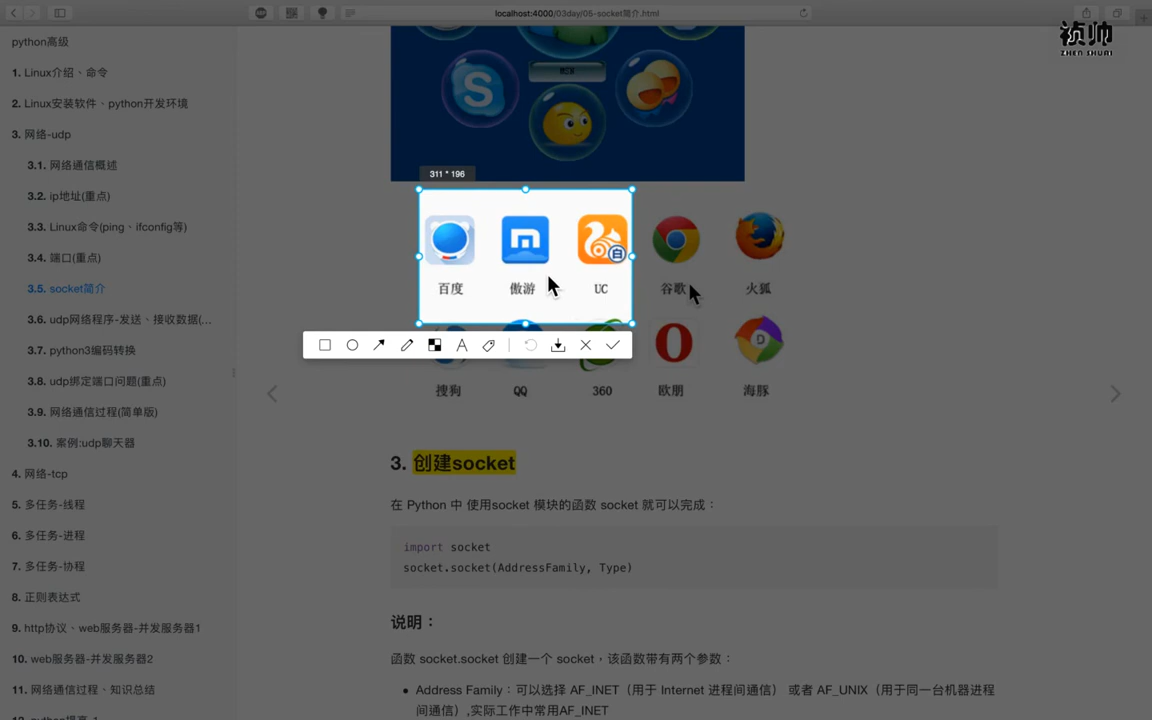 localhost:4000/03day/05-socket简介.html
祯帅
ZHEN SHUAI
python高级
1. Linux介绍、命令
2. Linux安装软件、python开发环境
3. 网络-udp
3.1. 网络通信概述
3.2. ip地址(重点)
3.3. Linux命令(ping、ifconfig等)
3.4. 端口(重点)
3.5. socket简介
3.6. udp网络程序-发送、接收数据(...
3.7. python3编码转换
3.8. udp绑定端口问题(重点)
3.9. 网络通信过程(简单版)
3.10. 案例:udp聊天器
4. 网络-tcp
5. 多任务-线程
6. 多任务-进程
7. 多任务-协程
8. 正则表达式
9. http协议、web服务器-并发服务器1
10. web服务器-并发服务器2
11. 网络通信过程、知识总结
12. python提高-1
311 * 196
百度 傲游 UC 谷歌 火狐
搜狗 QQ 360 欧朋 海豚
3. 创建socket
在 Python 中 使用socket 模块的函数 socket 就可以完成：
import socket
socket.socket(AddressFamily, Type)
说明：
函数 socket.socket 创建一个 socket，该函数带有两个参数：
• Address Family：可以选择 AF_INET（用于 Internet 进程间通信） 或者 AF_UNIX（用于同一台机器进程
间通信）,实际工作中常用AF_INET